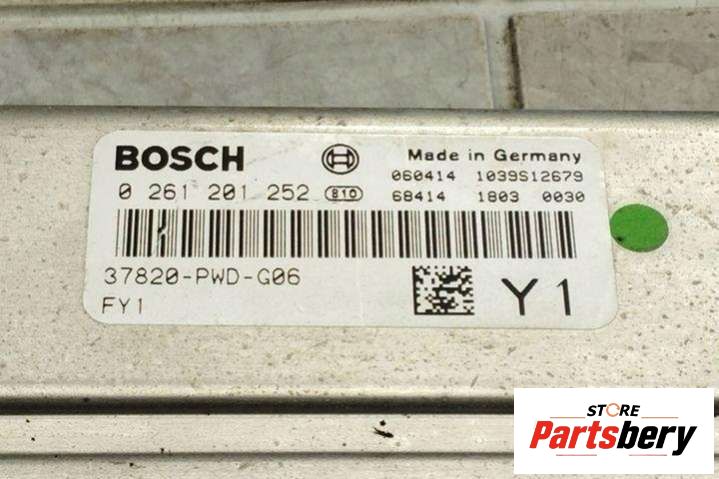 BOSCH
Made in Germany
060414 1039S12679
0 261 201 252 810
68414 1803 0030
37820-PWD-G06
FY1
Y1
STORE
Partsbery